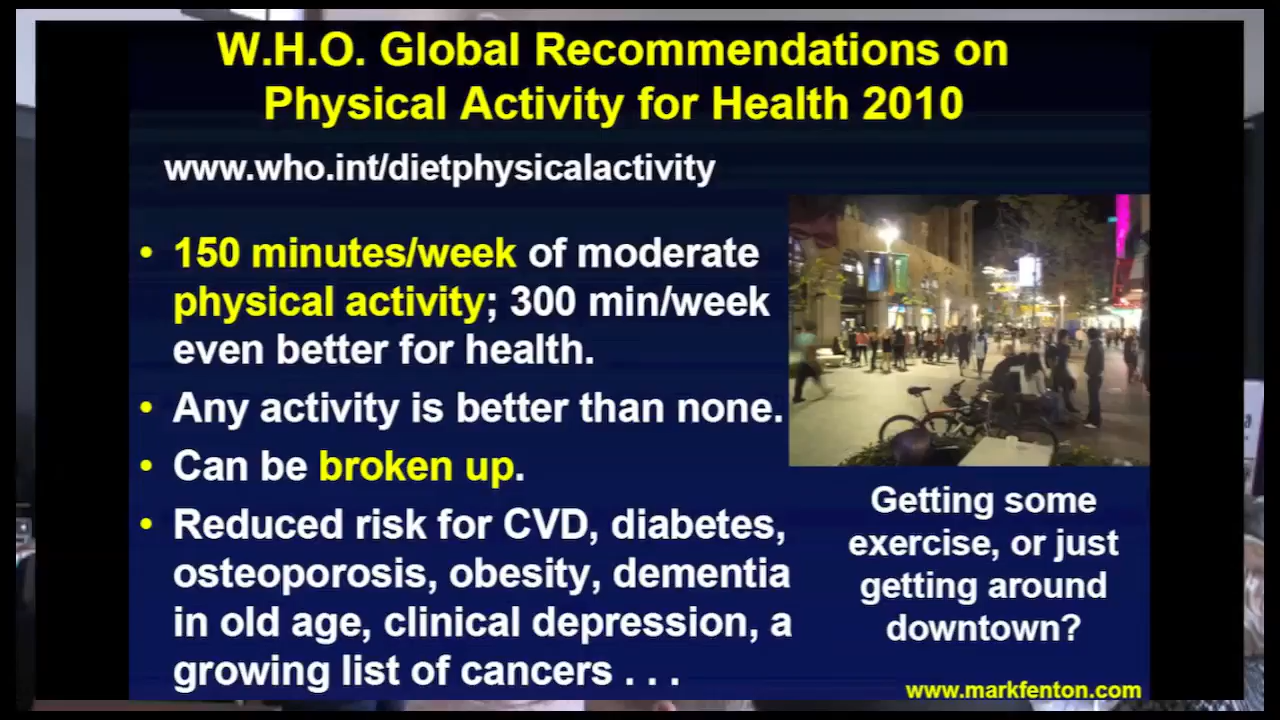 W.H.O. Global Recommendations on
Physical Activity for Health 2010
www.who.int/dietphysicalactivity
• 150 minutes/week of moderate
physical activity; 300 min/week
even better for health.
• Any activity is better than none.
• Can be broken up.
• Reduced risk for CVD, diabetes,
osteoporosis, obesity, dementia
in old age, clinical depression, a
growing list of cancers . . .
Getting some
exercise, or just
getting around
downtown?
www.markfenton.com